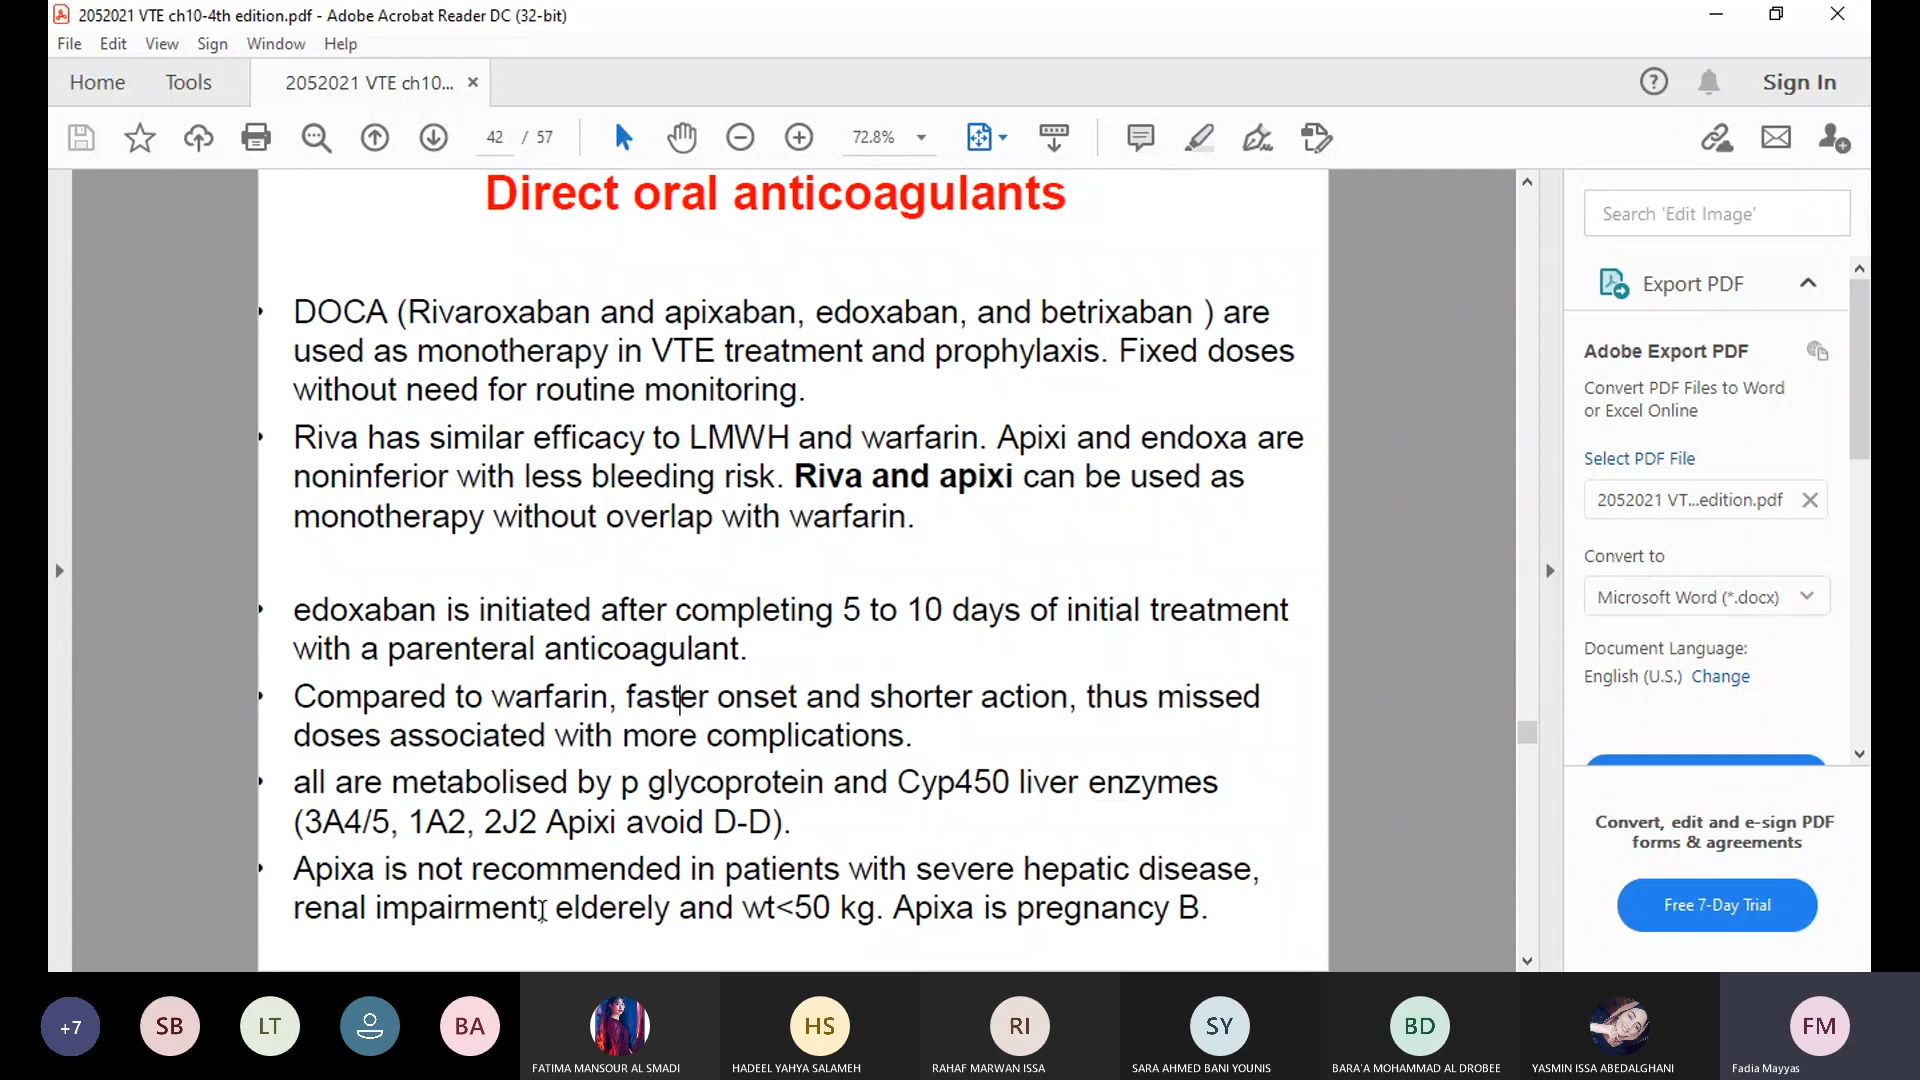 2052021 VTE ch10-4th edition.pdf - Adobe Acrobat Reader DC (32-bit)
File Edit View Sign Window Help
Home Tools 2052021 VTE ch10... Sign In
42 / 57 72.8%
Direct oral anticoagulants
• DOCA (Rivaroxaban and apixaban, edoxaban, and betrixaban ) are
used as monotherapy in VTE treatment and prophylaxis. Fixed doses
without need for routine monitoring.
• Riva has similar efficacy to LMWH and warfarin. Apixi and endoxa are
noninferior with less bleeding risk. Riva and apixi can be used as
monotherapy without overlap with warfarin.
• edoxaban is initiated after completing 5 to 10 days of initial treatment
with a parenteral anticoagulant.
• Compared to warfarin, faster onset and shorter action, thus missed
doses associated with more complications.
• all are metabolised by p glycoprotein and Cyp450 liver enzymes
(3A4/5, 1A2, 2J2 Apixi avoid D-D).
• Apixa is not recommended in patients with severe hepatic disease,
renal impairment, elderely and wt<50 kg. Apixa is pregnancy B.
Search 'Edit Image'
Export PDF
Adobe Export PDF
Convert PDF Files to Word
or Excel Online
Select PDF File
2052021 VT...edition.pdf
Convert to
Microsoft Word (*.docx)
Document Language:
English (U.S.) Change
Convert, edit and e-sign PDF
forms & agreements
Free 7-Day Trial
+7 SB LT BA HS RI SY BD FM
FATIMA MANSOUR AL SMADI HADEEL YAHYA SALAMEH RAHAF MARWAN ISSA SARA AHMED BANI YOUNIS BARA'A MOHAMMAD AL DROBEE YASMIN ISSA ABEDALGHANI Fadia Mayyas